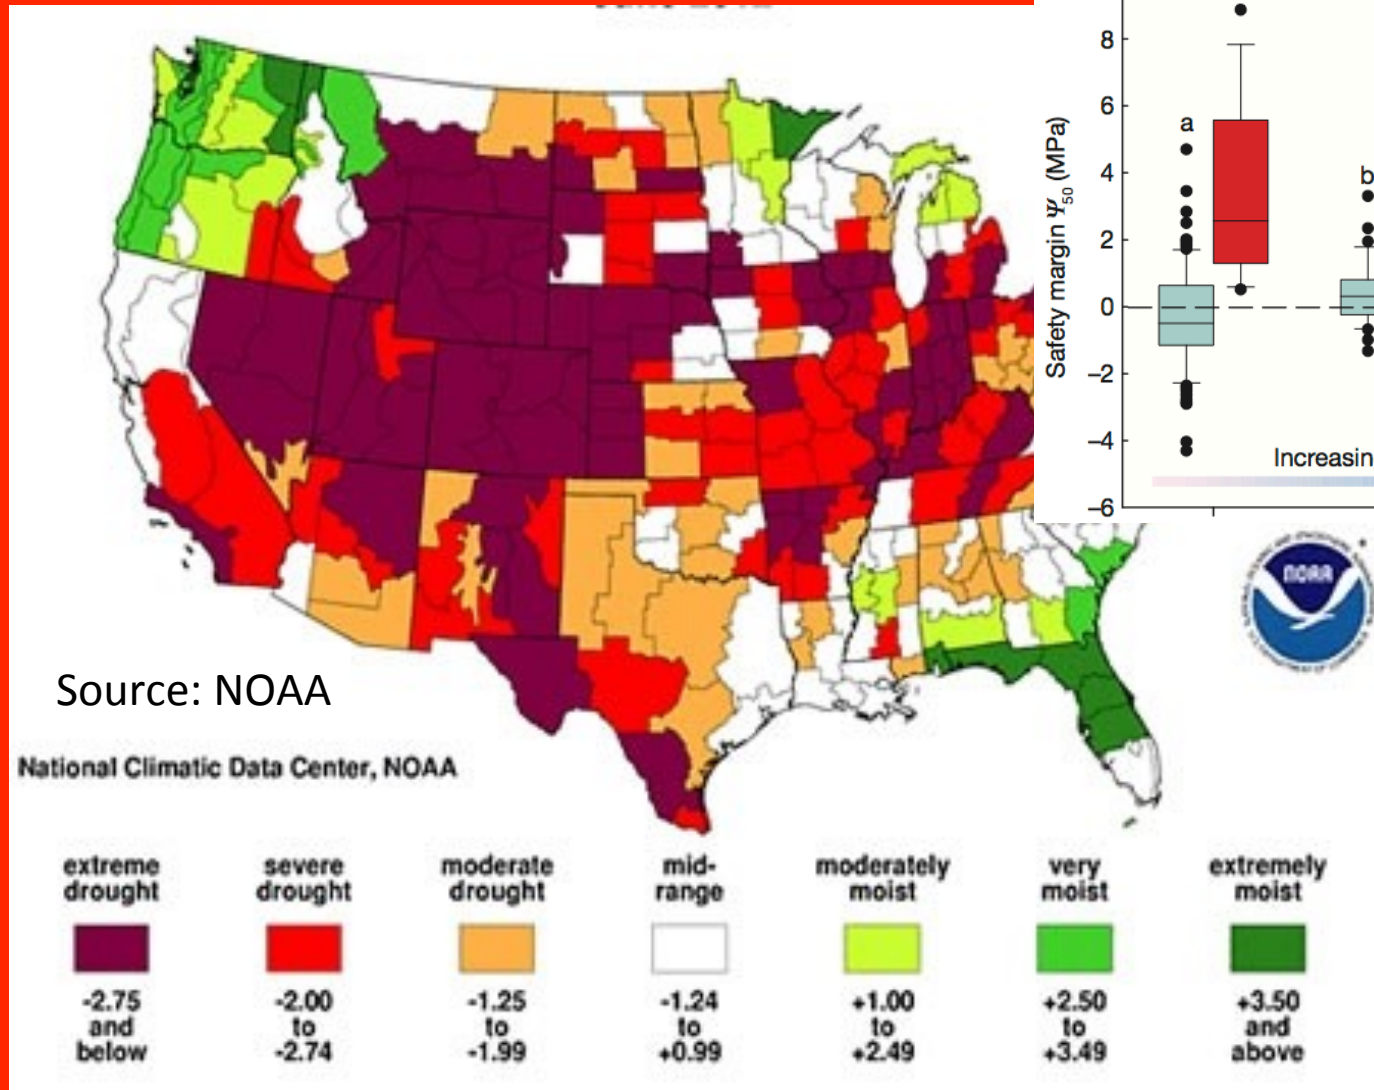 8
6
4
2
0
–2
–4
–6
Safety margin Ψ50 (MPa)
a
b
Increasin
NOAA
Source: NOAA
National Climatic Data Center, NOAA
extreme drought
severe drought
moderate drought
mid-range
moderately moist
very moist
extremely moist
-2.75 and below
-2.00 to -2.74
-1.25 to -1.99
-1.24 to +0.99
+1.00 to +2.49
+2.50 to +3.49
+3.50 and above